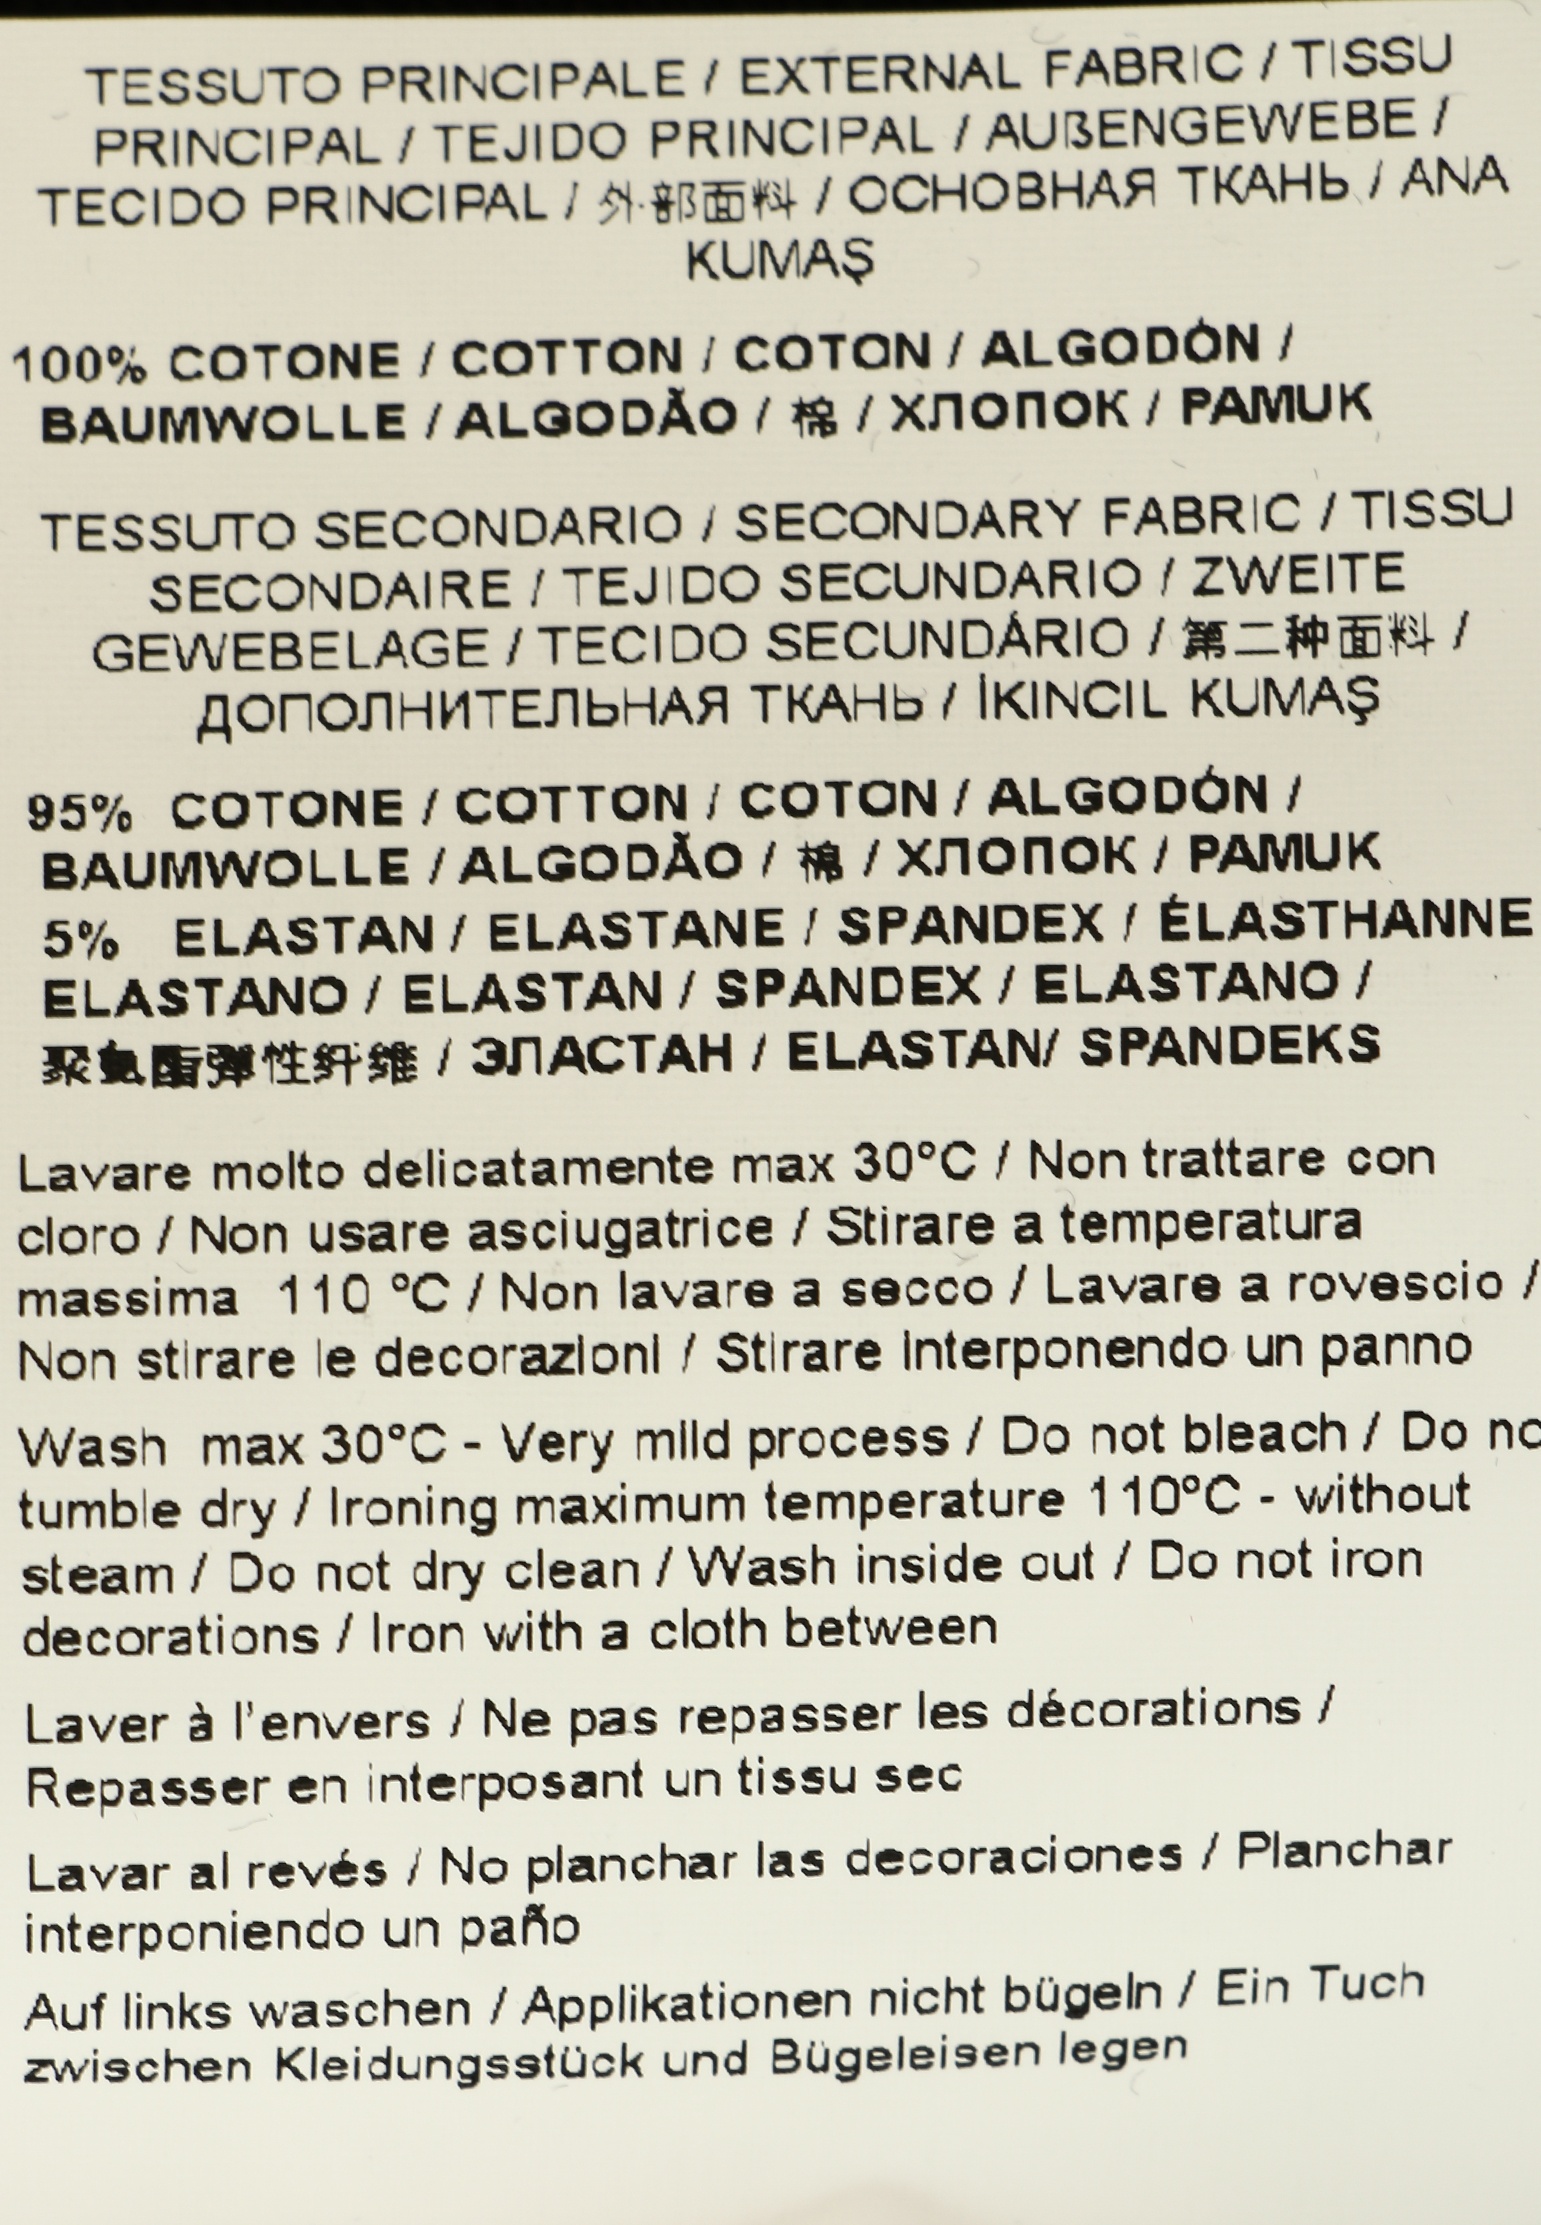 TESSUTO PRINCIPALE / EXTERNAL FABRIC / TISSU
PRINCIPAL / TEJIDO PRINCIPAL / AUßENGEWEBE /
TECIDO PRINCIPAL / 外部面料 / ОСНОВНАЯ ТКАНЬ / ANA
KUMAŞ
100% COTONE / COTTON / COTON / ALGODÓN /
BAUMWOLLE / ALGODÃO / 棉 / ХЛОПОК / PAMUK
TESSUTO SECONDARIO / SECONDARY FABRIC / TISSU
SECONDAIRE / TEJIDO SECUNDARIO / ZWEITE
GEWEBELAGE / TECIDO SECUNDÁRIO / 第二种面料 /
ДОПОЛНИТЕЛЬНАЯ ТКАНЬ / İKINCIL KUMAŞ
95% COTONE / COTTON / COTON / ALGODÓN /
BAUMWOLLE / ALGODÃO / 棉 / ХЛОПОК / PAMUK
5% ELASTAN / ELASTANE / SPANDEX / ÉLASTHANNE
ELASTANO / ELASTAN / SPANDEX / ELASTANO /
聚氨酯弹性纤维 / ЭЛАСТАН / ELASTAN/ SPANDEKS
Lavare molto delicatamente max 30°C / Non trattare con
cloro / Non usare asciugatrice / Stirare a temperatura
massima 110 °C / Non lavare a secco / Lavare a rovescio /
Non stirare le decorazioni / Stirare interponendo un panno
Wash max 30°C - Very mild process / Do not bleach / Do no
tumble dry / Ironing maximum temperature 110°C - without
steam / Do not dry clean / Wash inside out / Do not iron
decorations / Iron with a cloth between
Laver à l'envers / Ne pas repasser les décorations /
Repasser en interposant un tissu sec
Lavar al revés / No planchar las decoraciones / Planchar
interponiendo un paño
Auf links waschen / Applikationen nicht bügeln / Ein Tuch
zwischen Kleidungsstück und Bügeleisen legen